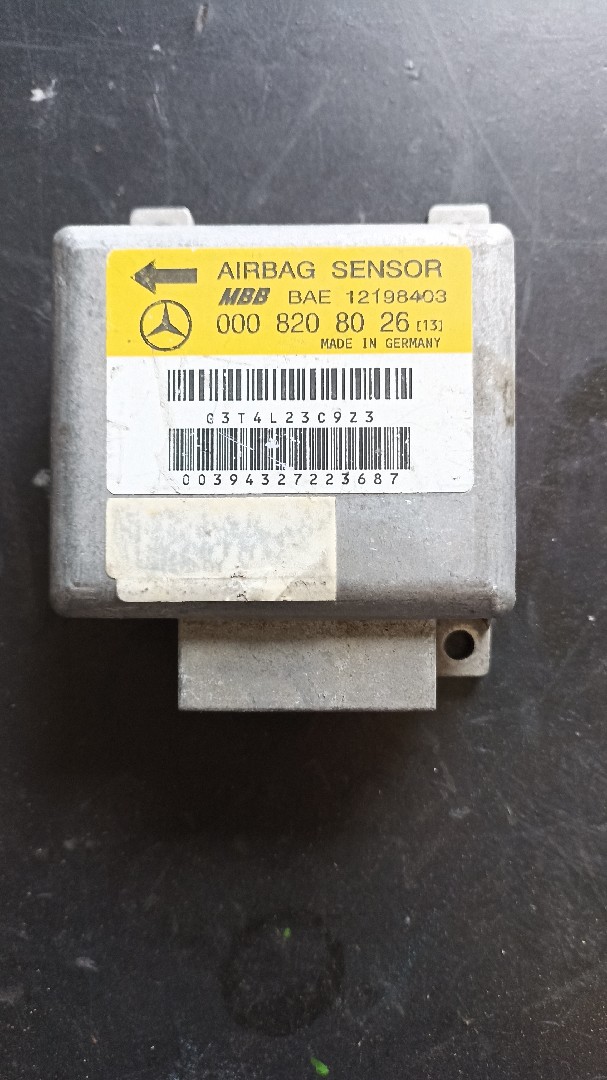 AIRBAG SENSOR
MBB BAE 12198403
000 820 80 26 [13]
MADE IN GERMANY
G3T4L23C9Z3
00394327223687